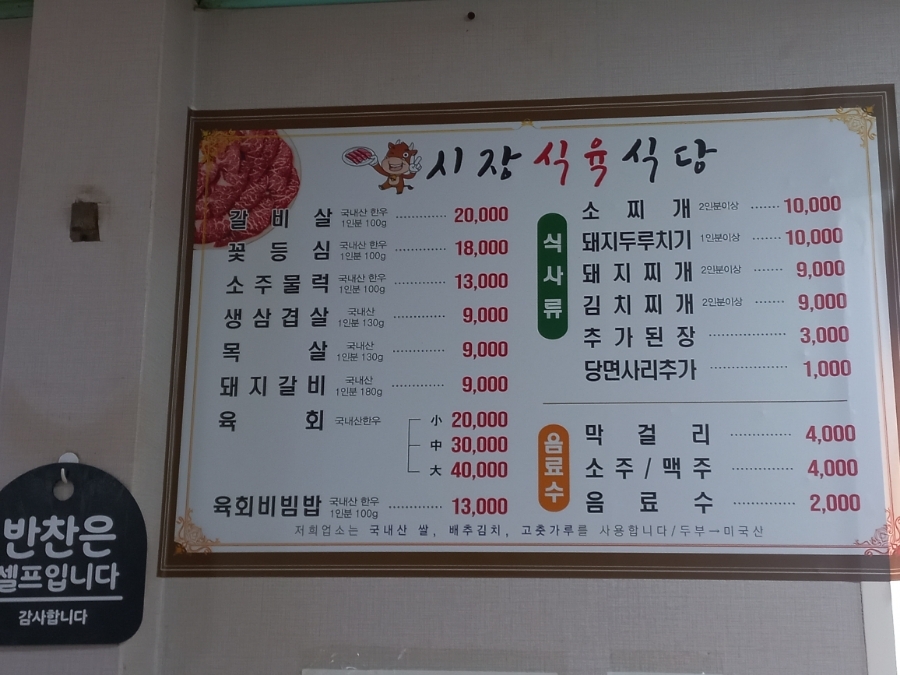 시장식육식당
갈비살 국내산 한우 1인분 100g 20,000
꽃등심 국내산 한우 1인분 100g 18,000
소주물럭 국내산 한우 1인분 100g 13,000
생삼겹살 국내산 1인분 130g 9,000
목살 국내산 1인분 130g 9,000
돼지갈비 국내산 1인분 180g 9,000
육회 국내산한우 小 20,000
中 30,000
大 40,000
육회비빔밥 국내산 한우 1인분 100g 13,000
식사류
소찌개 2인분이상 10,000
돼지두루치기 1인분이상 10,000
돼지찌개 2인분이상 9,000
김치찌개 2인분이상 9,000
추가된장 3,000
당면사리추가 1,000
음료수
막걸리 4,000
소주/맥주 4,000
음료수 2,000
저희업소는 국내산 쌀, 배추김치, 고춧가루를 사용합니다/두부→미국산
반찬은
셀프입니다
감사합니다